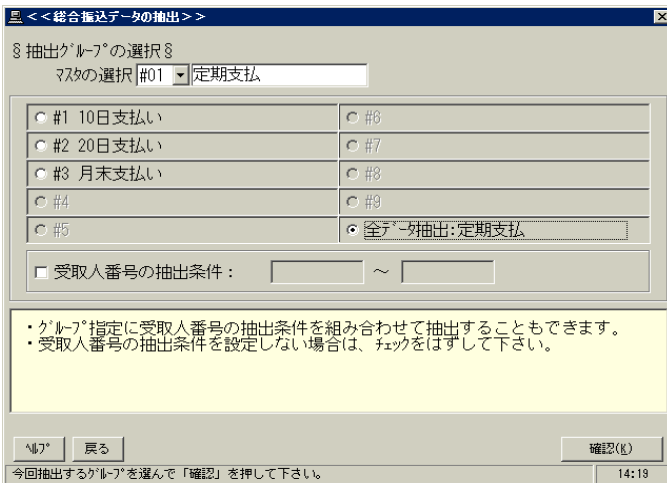 <<総合振込データの抽出>>
§抽出ｸﾞﾙｰﾌﾟの選択§
ﾏｽﾀの選択 #01 定期支払
#1 10日支払い
#6
#2 20日支払い
#7
#3 月末支払い
#8
#4
#9
#5
全ﾃﾞｰﾀ抽出:定期支払
受取人番号の抽出条件： ～
・ｸﾞﾙｰﾌﾟ指定に受取人番号の抽出条件を組み合わせて抽出することもできます。
・受取人番号の抽出条件を設定しない場合は、ﾁｪｯｸをはずして下さい。
ﾍﾙﾌﾟ 戻る 確認(K)
今回抽出するｸﾞﾙｰﾌﾟを選んで「確認」を押して下さい。 14:19